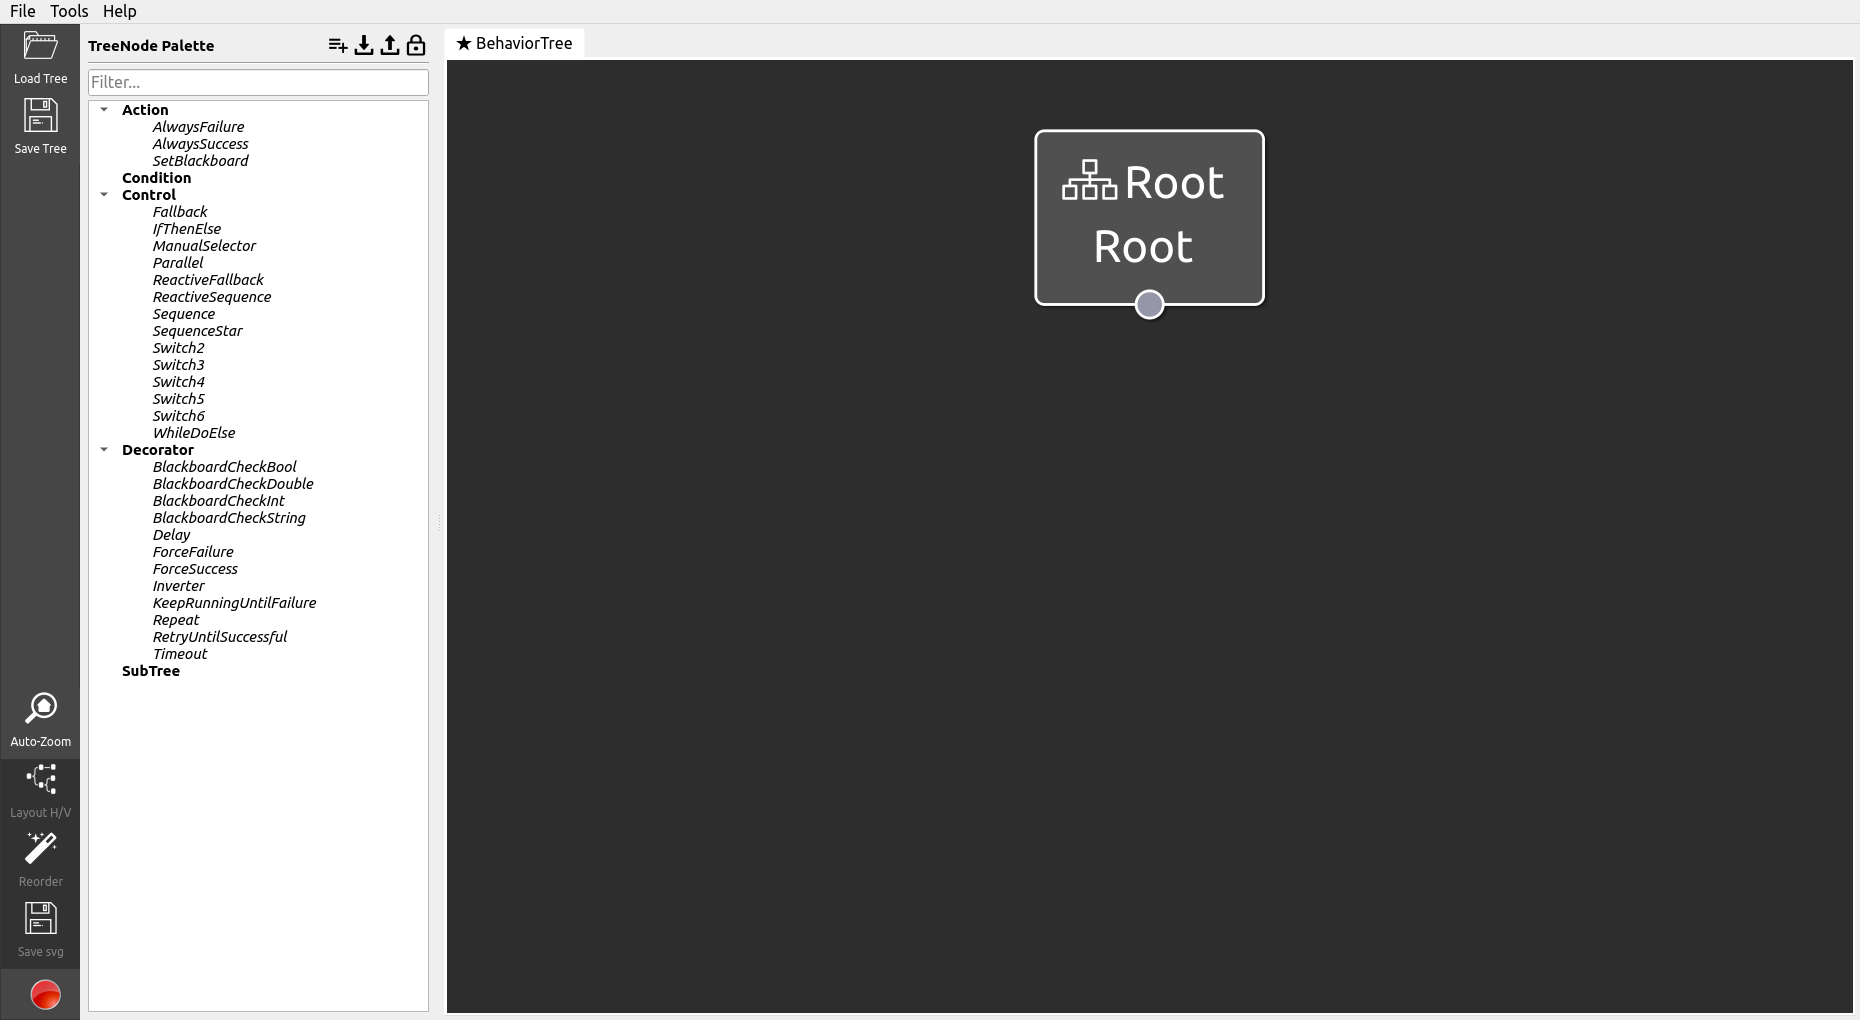 File Tools Help
Load Tree
Save Tree
Auto-Zoom
Layout H/V
Reorder
Save svg
TreeNode Palette
Filter...
Action
AlwaysFailure
AlwaysSuccess
SetBlackboard
Condition
Control
Fallback
IfThenElse
ManualSelector
Parallel
ReactiveFallback
ReactiveSequence
Sequence
SequenceStar
Switch2
Switch3
Switch4
Switch5
Switch6
WhileDoElse
Decorator
BlackboardCheckBool
BlackboardCheckDouble
BlackboardCheckInt
BlackboardCheckString
Delay
ForceFailure
ForceSuccess
Inverter
KeepRunningUntilFailure
Repeat
RetryUntilSuccessful
Timeout
SubTree
★ BehaviorTree
Root
Root